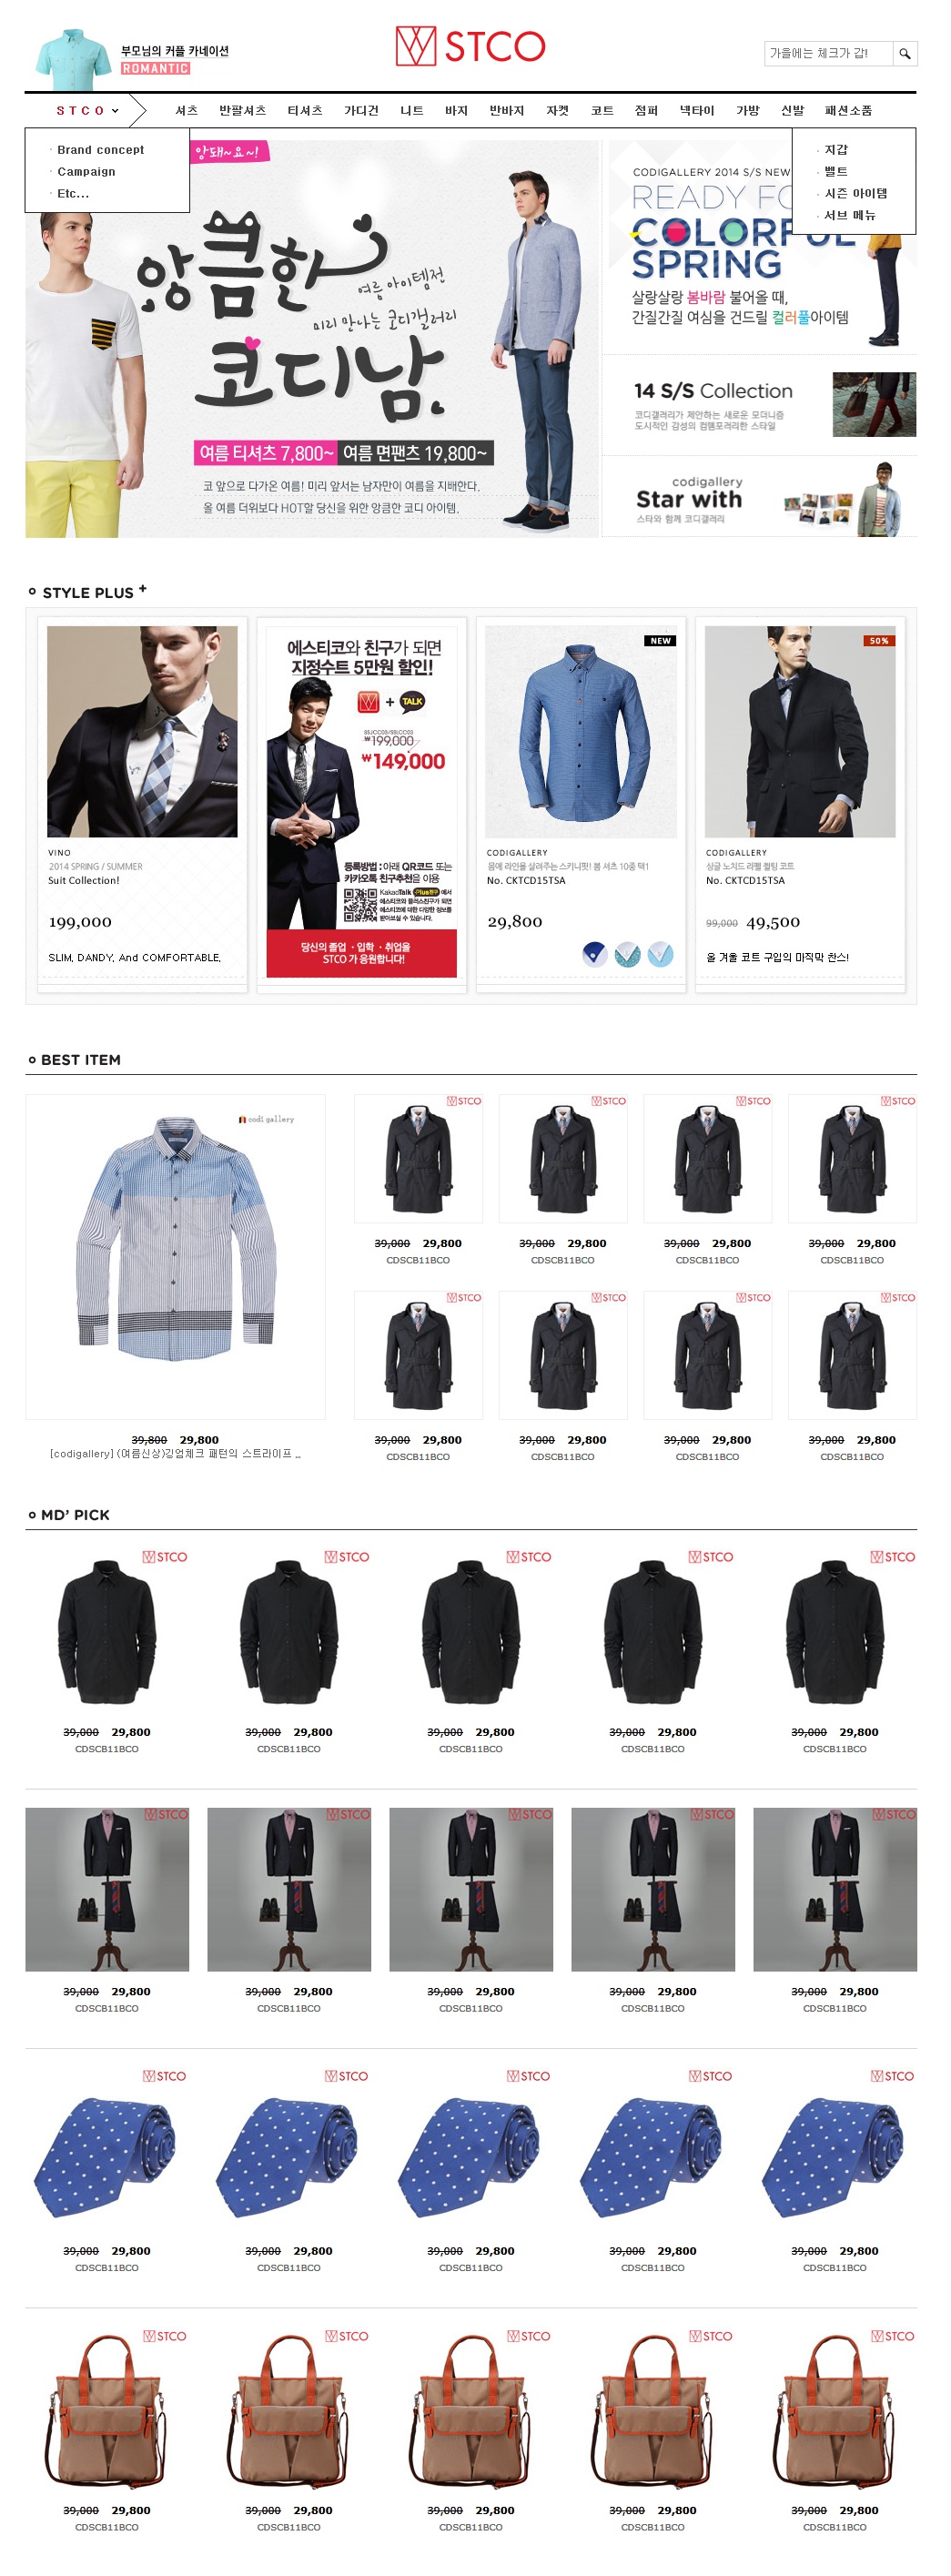 부모님의 커플 카네이션
ROMANTIC
STCO
가을에는 체크가 갑!
STCO
셔츠 반팔셔츠 티셔츠 가디건 니트 바지 반바지 자켓 코트 점퍼 넥타이 가방 신발 패션소품
Brand concept
Campaign
Etc...
지갑
벨트
시즌 아이템
서브 메뉴
앙돼~요~!
앙큼한
여름 아이템전
미리 만나는 코디갤러리
코디남.
여름 티셔츠 7,800~ 여름 면팬츠 19,800~
코 앞으로 다가온 여름! 미리 앞서는 남자만이 여름을 지배한다.
올 여름 더위보다 HOT할 당신을 위한 앙큼한 코디 아이템.
CODIGALLERY 2014 S/S NEW
READY FO
COLORFUL
SPRING
살랑살랑 봄바람 불어올 때,
간질간질 여심을 건드릴 컬러풀아이템
14 S/S Collection
코디갤러리가 제안하는 새로운 모더니즘
도시적인 감성의 컨템포러리한 스타일
codigallery
Star with
스타와 함께 코디갤러리
STYLE PLUS +
VINO
2014 SPRING / SUMMER
Suit Collection!
199,000
SLIM, DANDY, And COMFORTABLE,
에스티코와 친구가 되면
지정수트 5만원 할인!
+ TALK
₩199,000
₩149,000
등록방법 : 아래 QR코드 또는
카카오톡 친구추천을 이용
KakaoTalk Plus친구 에서
에스티코와 플러스친구가 되면
에스티코에 대한 다양한 정보를
받아보실 수 있습니다.
당신의 졸업 · 입학 · 취업을
STCO 가 응원합니다!
NEW
CODIGALLERY
몸에 라인을 살려주는 스키니핏! 봄 셔츠 10종 택1
No. CKTCD15TSA
29,800
50%
CODIGALLERY
싱글 노치드 라펠 퀼팅 코트
No. CKTCD15TSA
99,000 49,500
올 겨울 코트 구입의 마지막 찬스!
BEST ITEM
codi gallery
39,800 29,800
[codigallery] (여름신상)깅엄체크 패턴믹 스트라이프 ..
STCO STCO STCO STCO
39,000 29,800 39,000 29,800 39,000 29,800 39,000 29,800
CDSCB11BCO CDSCB11BCO CDSCB11BCO CDSCB11BCO
STCO STCO STCO STCO
39,000 29,800 39,000 29,800 39,000 29,800 39,000 29,800
CDSCB11BCO CDSCB11BCO CDSCB11BCO CDSCB11BCO
MD' PICK
STCO STCO STCO STCO STCO
39,000 29,800 39,000 29,800 39,000 29,800 39,000 29,800 39,000 29,800
CDSCB11BCO CDSCB11BCO CDSCB11BCO CDSCB11BCO CDSCB11BCO
STCO STCO STCO STCO STCO
39,000 29,800 39,000 29,800 39,000 29,800 39,000 29,800 39,000 29,800
CDSCB11BCO CDSCB11BCO CDSCB11BCO CDSCB11BCO CDSCB11BCO
STCO STCO STCO STCO STCO
39,000 29,800 39,000 29,800 39,000 29,800 39,000 29,800 39,000 29,800
CDSCB11BCO CDSCB11BCO CDSCB11BCO CDSCB11BCO CDSCB11BCO
STCO STCO STCO STCO STCO
39,000 29,800 39,000 29,800 39,000 29,800 39,000 29,800 39,000 29,800
CDSCB11BCO CDSCB11BCO CDSCB11BCO CDSCB11BCO CDSCB11BCO